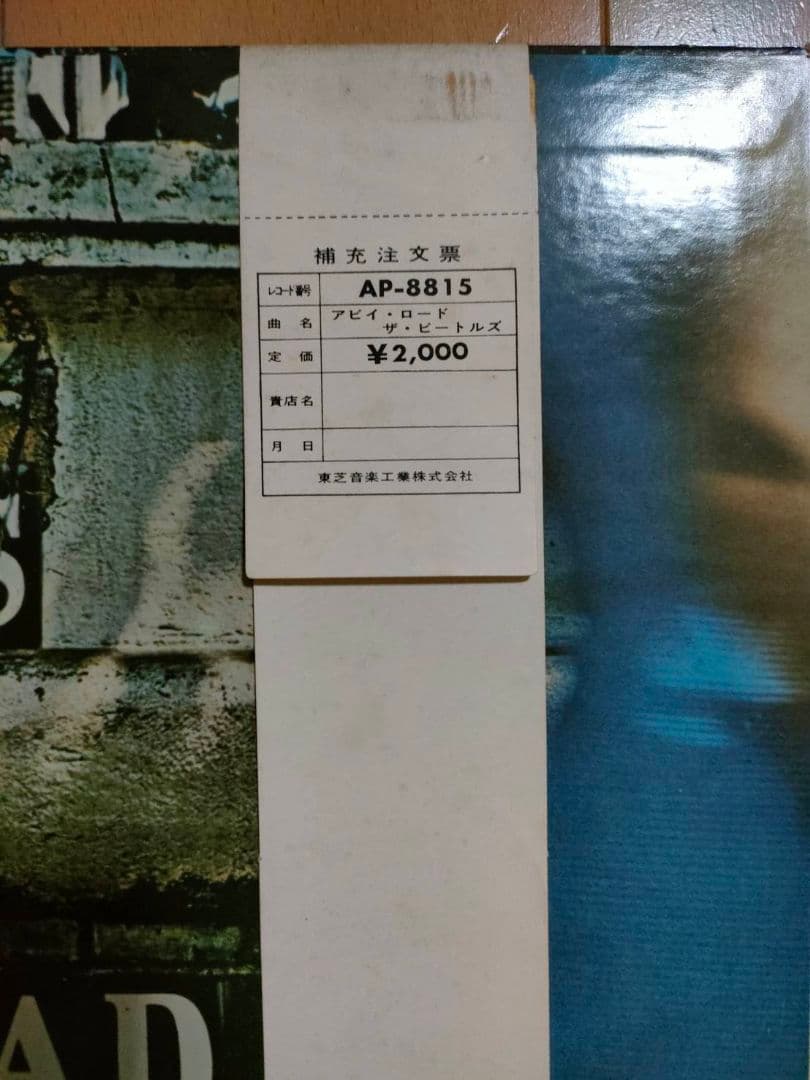 補充注文票
レコード番号 AP-8815
曲名 アビイ・ロード
ザ・ビートルズ
定価 ¥2,000
貴店名
月日
東芝音楽工業株式会社
AD